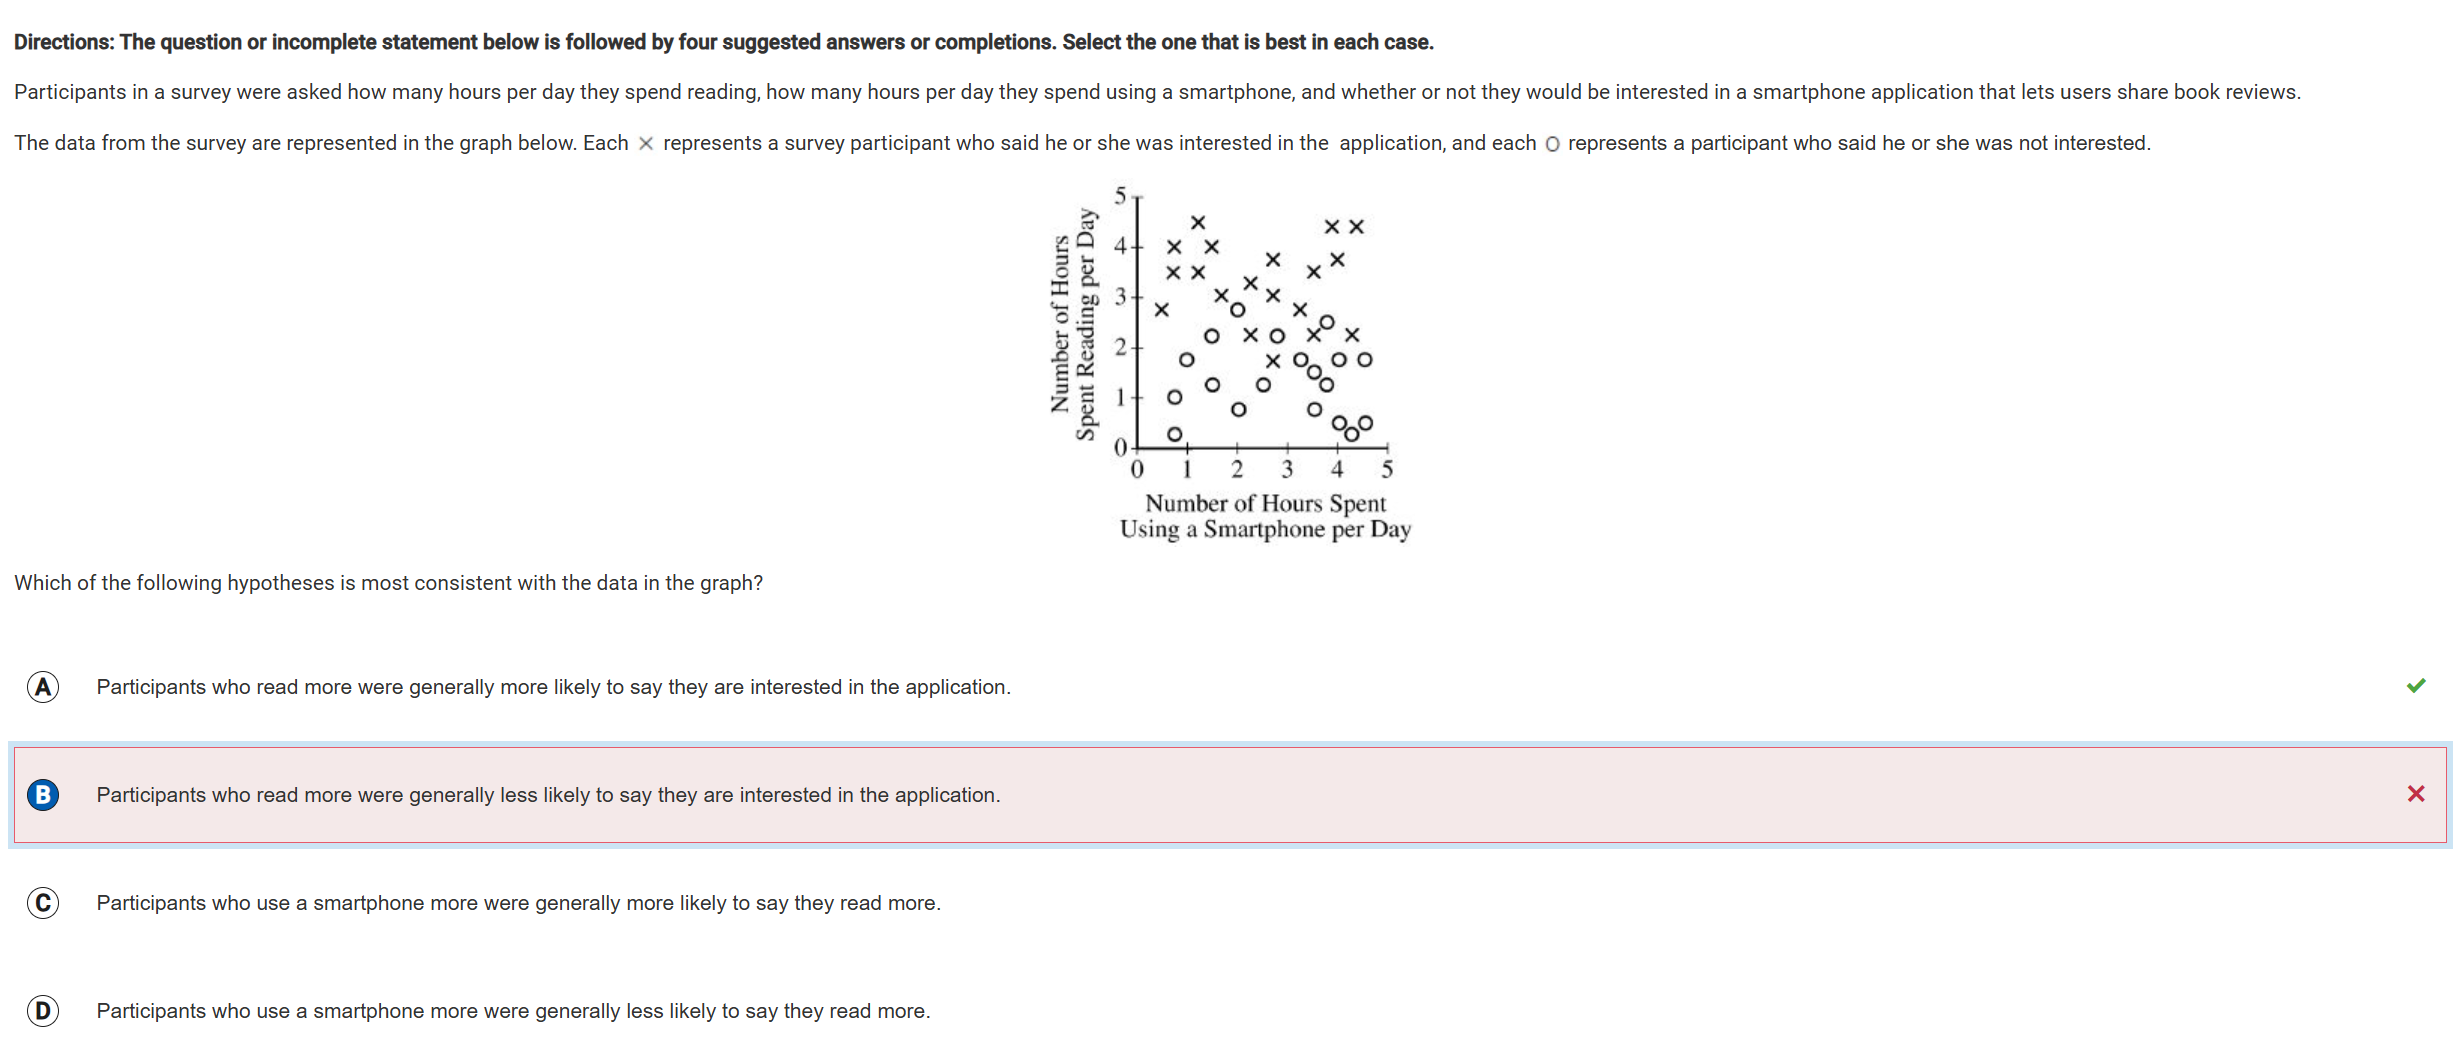 Directions: The question or incomplete statement below is followed by four suggested answers or completions. Select the one that is best in each case.
Participants in a survey were asked how many hours per day they spend reading, how many hours per day they spend using a smartphone, and whether or not they would be interested in a smartphone application that lets users share book reviews.
The data from the survey are represented in the graph below. Each × represents a survey participant who said he or she was interested in the application, and each O represents a participant who said he or she was not interested.
Number of Hours
Spent Reading per Day
5
4
3
2
1
0
0 1 2 3 4 5
Number of Hours Spent
Using a Smartphone per Day
Which of the following hypotheses is most consistent with the data in the graph?
A Participants who read more were generally more likely to say they are interested in the application.
B Participants who read more were generally less likely to say they are interested in the application.
C Participants who use a smartphone more were generally more likely to say they read more.
D Participants who use a smartphone more were generally less likely to say they read more.